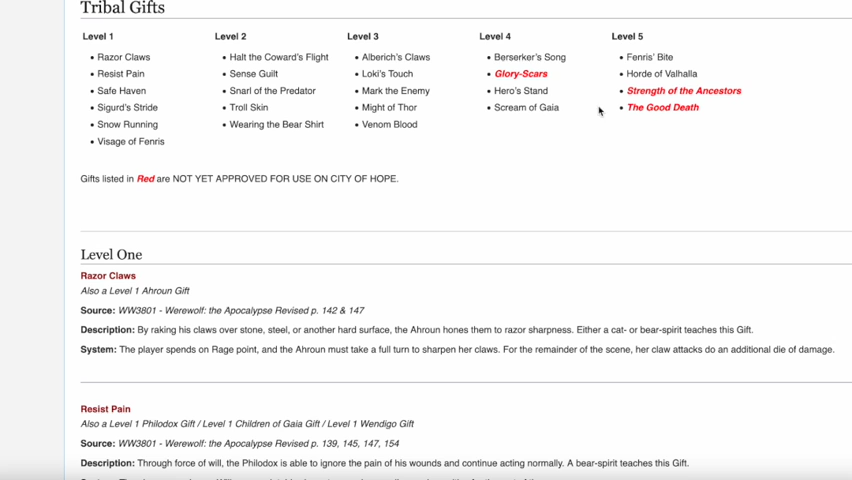 Tribal Gifts
Level 1
Level 2
Level 3
Level 4
Level 5
• Razor Claws
• Resist Pain
• Safe Haven
• Sigurd's Stride
• Snow Running
• Visage of Fenris
• Halt the Coward's Flight
• Sense Guilt
• Snarl of the Predator
• Troll Skin
• Wearing the Bear Shirt
• Alberich's Claws
• Loki's Touch
• Mark the Enemy
• Might of Thor
• Venom Blood
• Berserker's Song
• Glory-Scars
• Hero's Stand
• Scream of Gaia
• Fenris' Bite
• Horde of Valhalla
• Strength of the Ancestors
• The Good Death
Gifts listed in Red are NOT YET APPROVED FOR USE ON CITY OF HOPE.
Level One
Razor Claws
Also a Level 1 Ahroun Gift
Source: WW3801 - Werewolf: the Apocalypse Revised p. 142 & 147
Description: By raking his claws over stone, steel, or another hard surface, the Ahroun hones them to razor sharpness. Either a cat- or bear-spirit teaches this Gift.
System: The player spends on Rage point, and the Ahroun must take a full turn to sharpen her claws. For the remainder of the scene, her claw attacks do an additional die of damage.
Resist Pain
Also a Level 1 Philodox Gift / Level 1 Children of Gaia Gift / Level 1 Wendigo Gift
Source: WW3801 - Werewolf: the Apocalypse Revised p. 139, 145, 147, 154
Description: Through force of will, the Philodox is able to ignore the pain of his wounds and continue acting normally. A bear-spirit teaches this Gift.